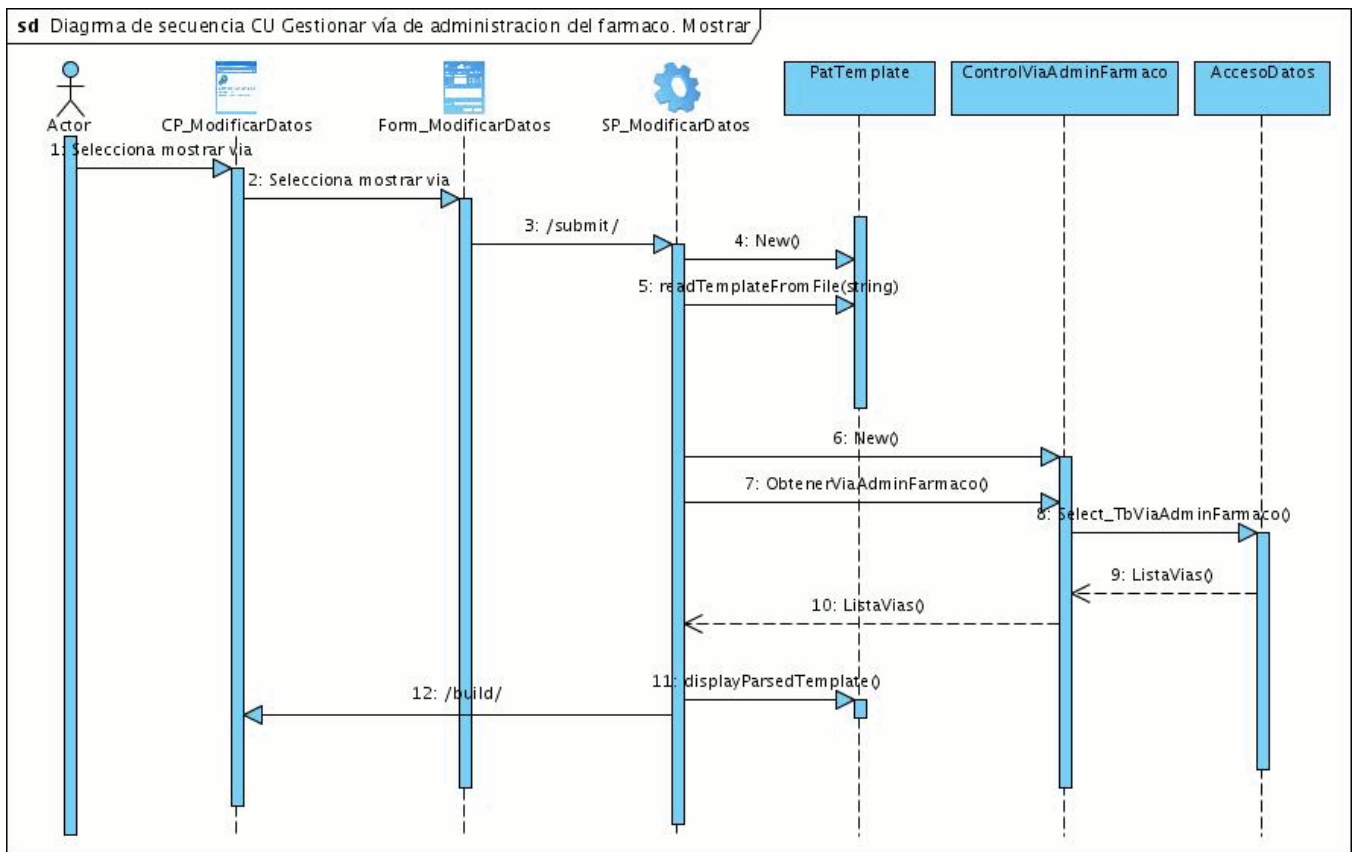 sd Diagrma de secuencia CU Gestionar vía de administracion del farmaco. Mostrar
PatTemplate
ControlViaAdminFarmaco
AccesoDatos
Actor
CP_ModificarDatos
Form_ModificarDatos
SP_ModificarDatos
1: Selecciona mostrar via
2: Selecciona mostrar via
3: /submit/
4: New()
5: readTemplateFromFile(string)
6: New()
7: ObtenerViaAdminFarmaco()
8: Select_TbViaAdminFarmaco()
9: ListaVias()
10: ListaVias()
11: displayParsedTemplate()
12: /build/